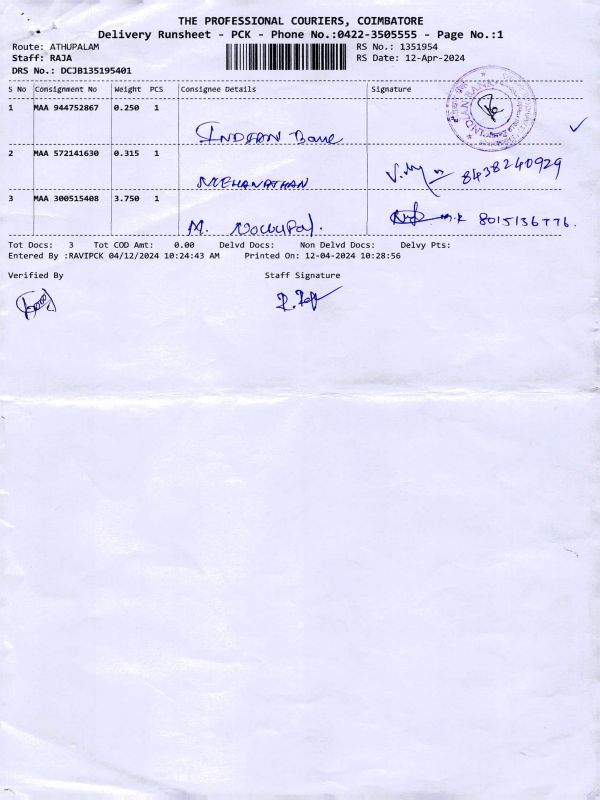 THE PROFESSIONAL COURIERS, COIMBATORE
Delivery Runsheet - PCK - Phone No.:0422-3505555 - Page No.:1
Route: ATHUPALAM RS No.: 1351954
Staff: RAJA RS Date: 12-Apr-2024
DRS No.: DCJB135195401
S No Consignment No Weight PCS Consignee Details Signature
1 MAA 944752867 0.250 1
INDIAN Bank
INDIAN BANK
2 MAA 572141630 0.315 1
MEHANATHAN 8438240929
3 MAA 300515408 3.750 1
M. 8015136776.
Tot Docs: 3 Tot COD Amt: 0.00 Delvd Docs: Non Delvd Docs: Delvy Pts:
Entered By :RAVIPCK 04/12/2024 10:24:43 AM Printed On: 12-04-2024 10:28:56
Verified By Staff Signature